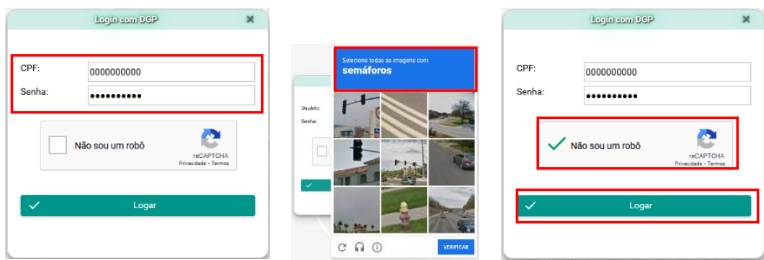 Login com DGP
CPF:
0000000000
Senha:
••••••••••
Não sou um robô
reCAPTCHA
Privacidade - Termos
Logar
Selecione todas as imagens com
semáforos
Usuário:
Senha:
VERIFICAR
Login com DGP
CPF:
0000000000
Senha:
••••••••••
Não sou um robô
reCAPTCHA
Privacidade - Termos
Logar